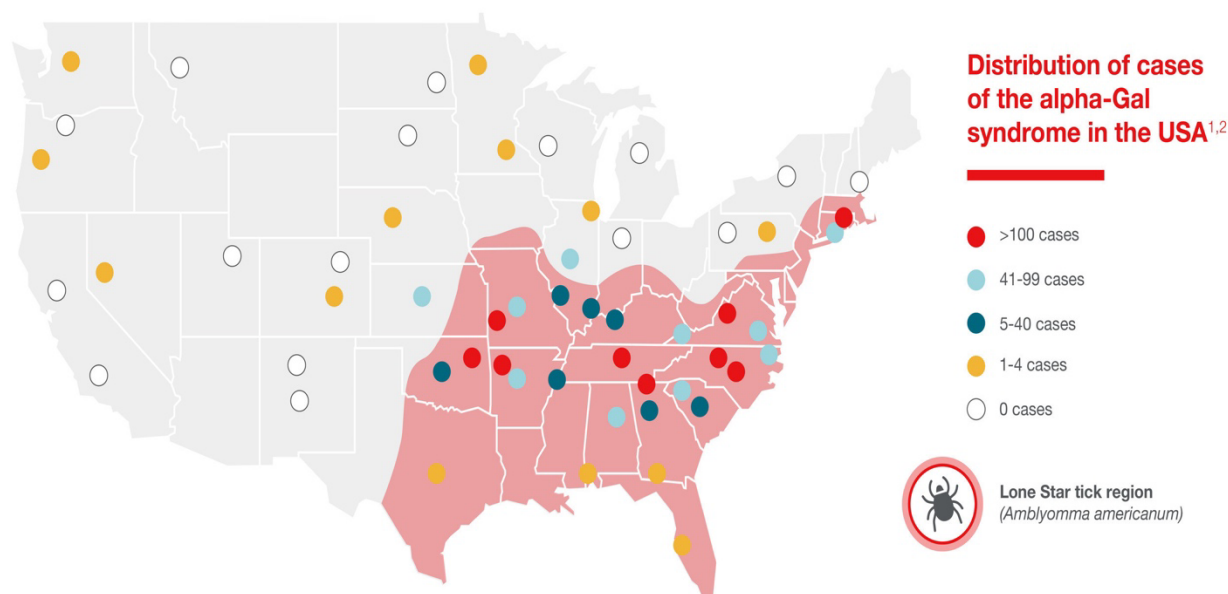 Distribution of cases
of the alpha-Gal
syndrome in the USA1,2
>100 cases
41-99 cases
5-40 cases
1-4 cases
0 cases
Lone Star tick region
(Amblyomma americanum)